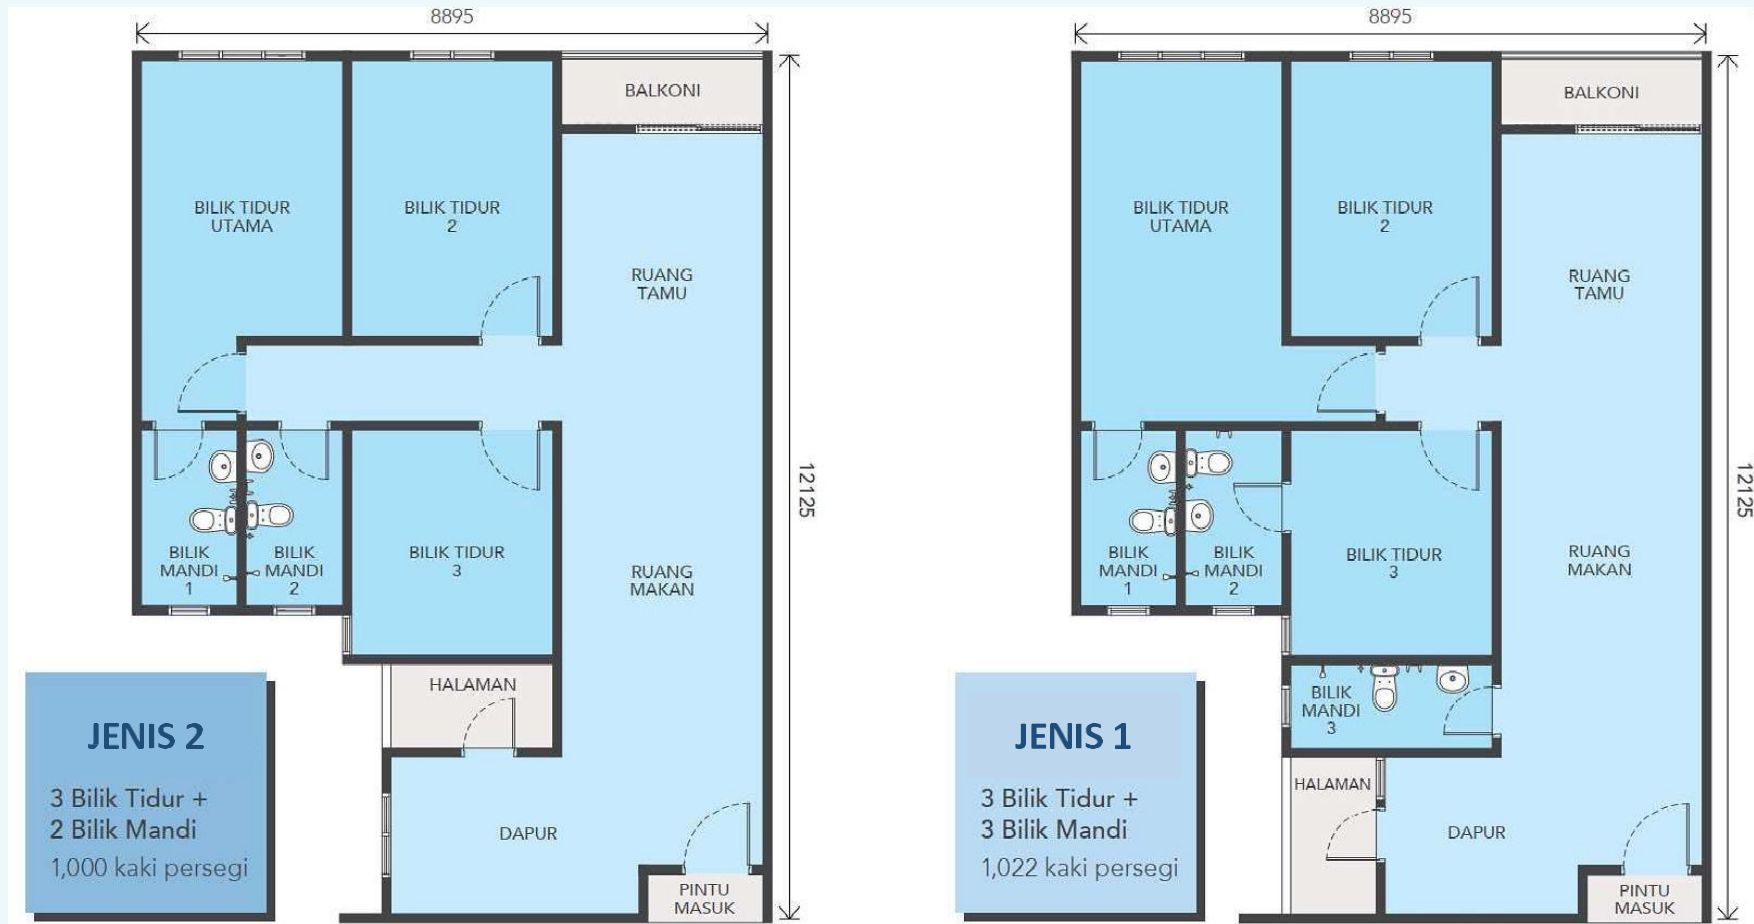 8895
BALKONI
BILIK TIDUR
UTAMA
BILIK TIDUR
2
RUANG
TAMU
12125
BILIK
MANDI
1
BILIK
MANDI
2
BILIK TIDUR
3
RUANG
MAKAN
HALAMAN
DAPUR
PINTU
MASUK
JENIS 2
3 Bilik Tidur +
2 Bilik Mandi
1,000 kaki persegi
8895
BALKONI
BILIK TIDUR
UTAMA
BILIK TIDUR
2
RUANG
TAMU
12125
BILIK
MANDI
1
BILIK
MANDI
2
BILIK TIDUR
3
RUANG
MAKAN
BILIK
MANDI
3
HALAMAN
DAPUR
PINTU
MASUK
JENIS 1
3 Bilik Tidur +
3 Bilik Mandi
1,022 kaki persegi